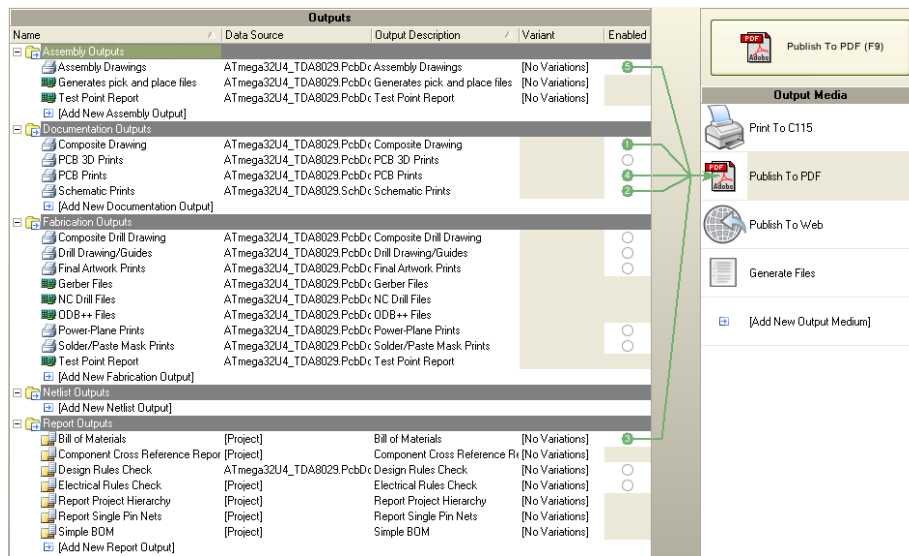 Outputs
Name Data Source Output Description Variant Enabled
Assembly Outputs
Assembly Drawings ATmega32U4_TDA8029.PcbDc Assembly Drawings [No Variations] 5
Generates pick and place files ATmega32U4_TDA8029.PcbDc Generates pick and place files [No Variations]
Test Point Report ATmega32U4_TDA8029.PcbDc Test Point Report [No Variations]
[Add New Assembly Output]
Documentation Outputs
Composite Drawing ATmega32U4_TDA8029.PcbDc Composite Drawing 1
PCB 3D Prints ATmega32U4_TDA8029.PcbDc PCB 3D Prints
PCB Prints ATmega32U4_TDA8029.PcbDc PCB Prints 4
Schematic Prints ATmega32U4_TDA8029.SchDc Schematic Prints 2
[Add New Documentation Output]
Fabrication Outputs
Composite Drill Drawing ATmega32U4_TDA8029.PcbDc Composite Drill Drawing
Drill Drawing/Guides ATmega32U4_TDA8029.PcbDc Drill Drawing/Guides
Final Artwork Prints ATmega32U4_TDA8029.PcbDc Final Artwork Prints
Gerber Files ATmega32U4_TDA8029.PcbDc Gerber Files
NC Drill Files ATmega32U4_TDA8029.PcbDc NC Drill Files
ODB++ Files ATmega32U4_TDA8029.PcbDc ODB++ Files
Power-Plane Prints ATmega32U4_TDA8029.PcbDc Power-Plane Prints
Solder/Paste Mask Prints ATmega32U4_TDA8029.PcbDc Solder/Paste Mask Prints
Test Point Report ATmega32U4_TDA8029.PcbDc Test Point Report
[Add New Fabrication Output]
Netlist Outputs
[Add New Netlist Output]
Report Outputs
Bill of Materials [Project] Bill of Materials [No Variations] 3
Component Cross Reference Repor [Project] Component Cross Reference Re [No Variations]
Design Rules Check ATmega32U4_TDA8029.PcbDc Design Rules Check [No Variations]
Electrical Rules Check [Project] Electrical Rules Check [No Variations]
Report Project Hierarchy [Project] Report Project Hierarchy [No Variations]
Report Single Pin Nets [Project] Report Single Pin Nets [No Variations]
Simple BOM [Project] Simple BOM [No Variations]
[Add New Report Output]
PDF Adobe Publish To PDF (F9)
Output Media
Print To C115
PDF Adobe Publish To PDF
Publish To Web
Generate Files
[Add New Output Medium]